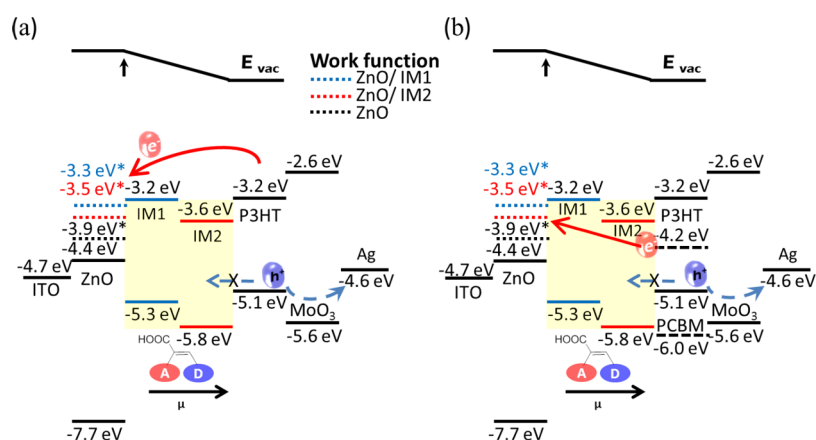 (a)
E vac
Work function
ZnO/ IM1
ZnO/ IM2
ZnO
e-
-3.3 eV*
-3.5 eV*
-3.9 eV*
-4.4 eV
ZnO
-4.7 eV
ITO
-3.2 eV
IM1
-3.6 eV
IM2
-3.2 eV
P3HT
-2.6 eV
X
h+
-5.1 eV
MoO3
-5.6 eV
Ag
-4.6 eV
-5.3 eV
-5.8 eV
HOOC
A
D
μ
-7.7 eV
(b)
E vac
-3.3 eV*
-3.5 eV*
-3.9 eV*
-4.4 eV
ZnO
-4.7 eV
ITO
-3.2 eV
IM1
-3.6 eV
IM2
-3.2 eV
P3HT
-4.2 eV
-2.6 eV
e-
X
h+
-5.1 eV
MoO3
-5.6 eV
Ag
-4.6 eV
-5.3 eV
-5.8 eV
PCBM
-6.0 eV
HOOC
A
D
μ
-7.7 eV